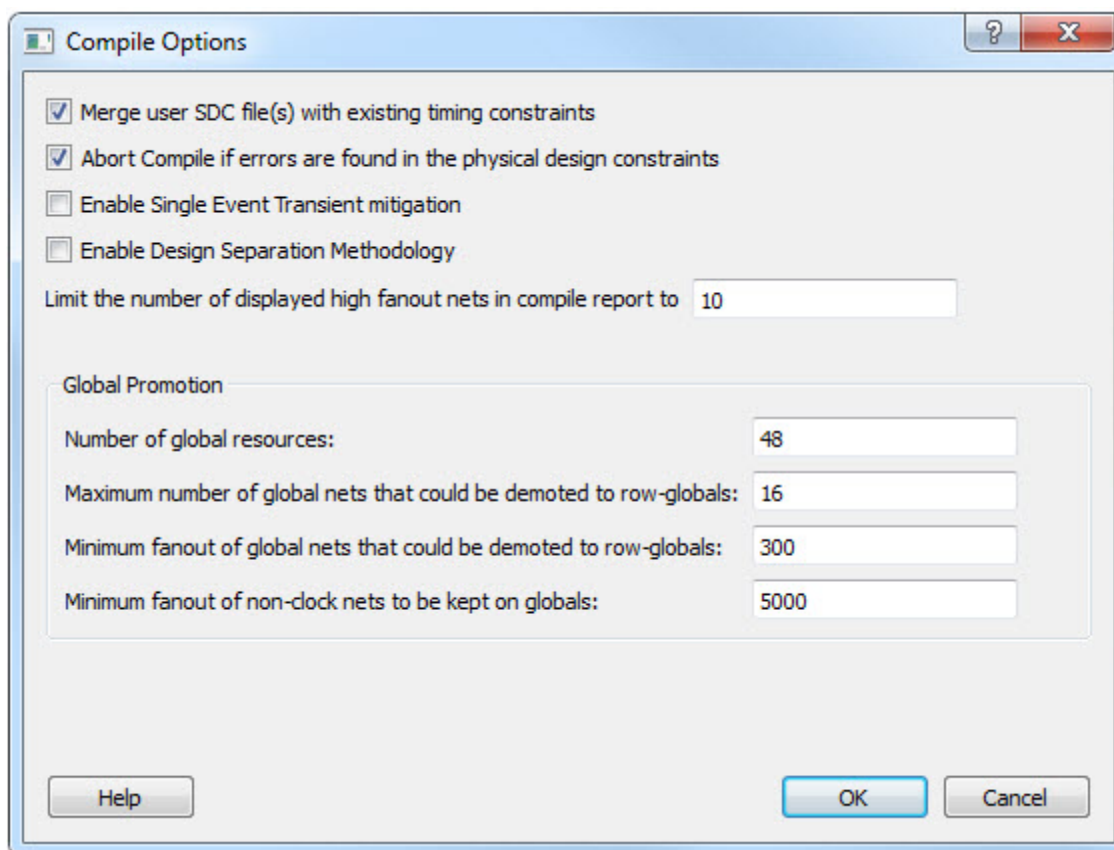 Compile Options
Merge user SDC file(s) with existing timing constraints
Abort Compile if errors are found in the physical design constraints
Enable Single Event Transient mitigation
Enable Design Separation Methodology
Limit the number of displayed high fanout nets in compile report to 10
Global Promotion
Number of global resources: 48
Maximum number of global nets that could be demoted to row-globals: 16
Minimum fanout of global nets that could be demoted to row-globals: 300
Minimum fanout of non-clock nets to be kept on globals: 5000
Help OK Cancel